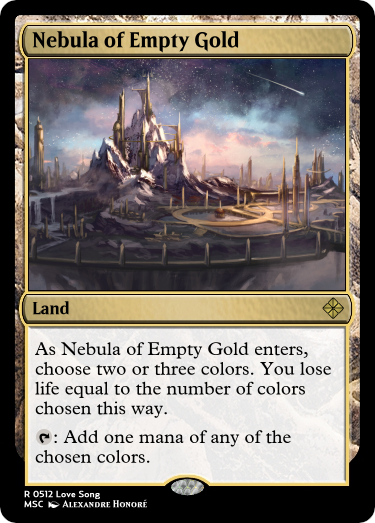 Nebula of Empty Gold
Land
As Nebula of Empty Gold enters,
choose two or three colors. You lose
life equal to the number of colors
chosen this way.
: Add one mana of any of the
chosen colors.
R 0512 Love Song
MSC Alexandre Honoré